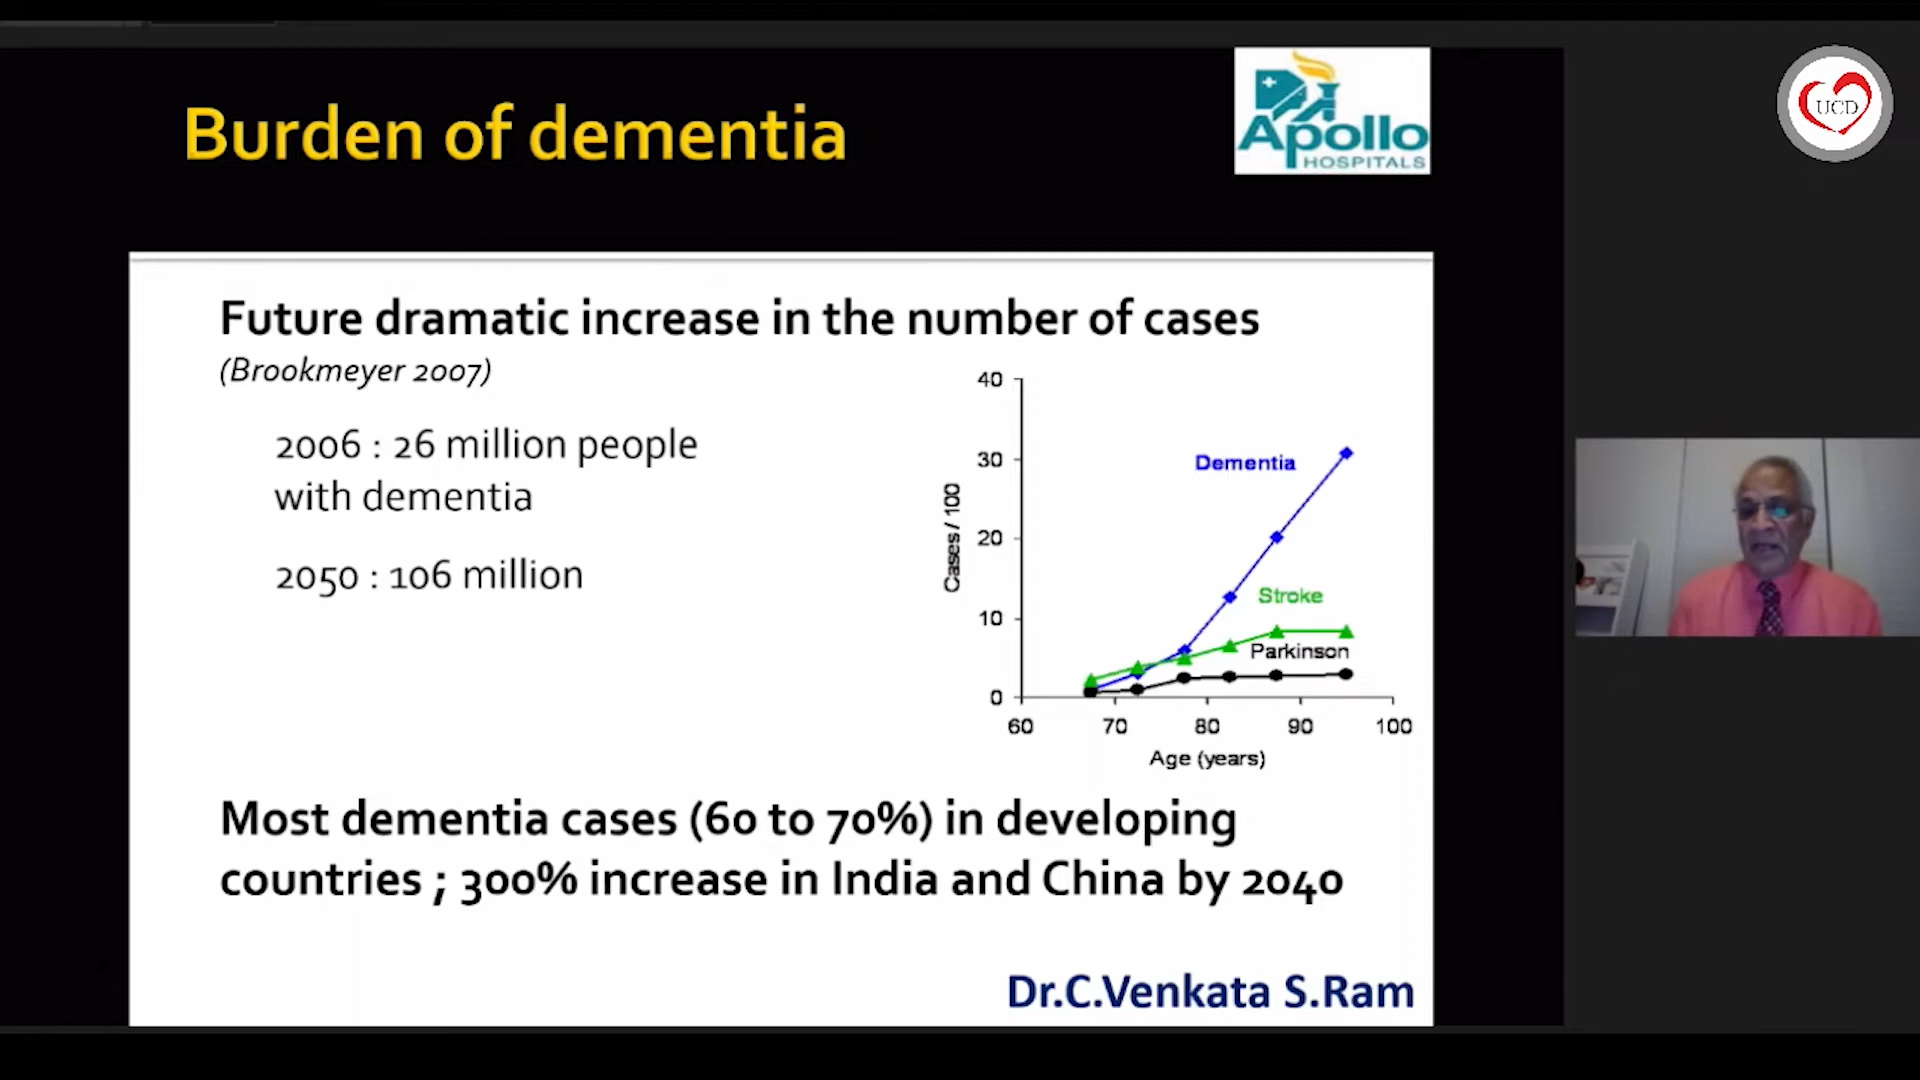 Burden of dementia
Apollo
HOSPITALS
UCD
Future dramatic increase in the number of cases
(Brookmeyer 2007)
2006 : 26 million people
with dementia
2050 : 106 million
40
30
20
10
0
Cases / 100
Dementia
Stroke
Parkinson
60 70 80 90 100
Age (years)
Most dementia cases (60 to 70%) in developing
countries ; 300% increase in India and China by 2040
Dr.C.Venkata S.Ram